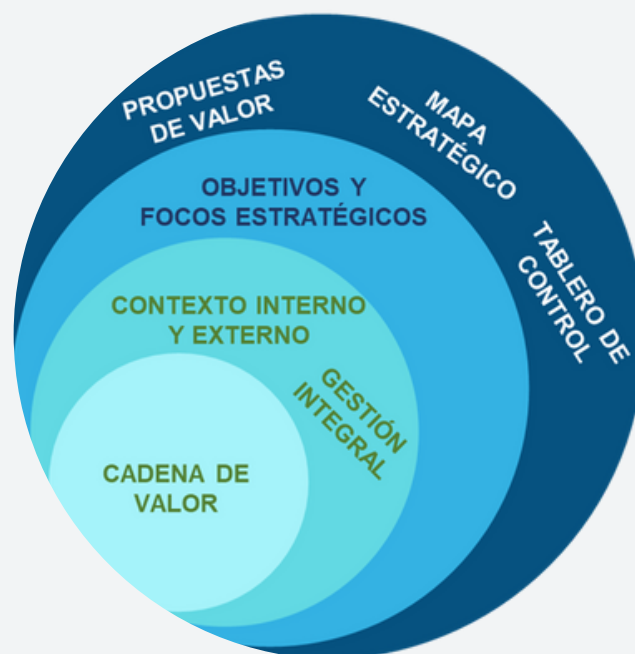 PROPUESTAS
DE VALOR
MAPA
ESTRATÉGICO
TABLERO DE
CONTROL
OBJETIVOS Y
FOCOS ESTRATÉGICOS
CONTEXTO INTERNO
Y EXTERNO
GESTIÓN
INTEGRAL
CADENA DE
VALOR